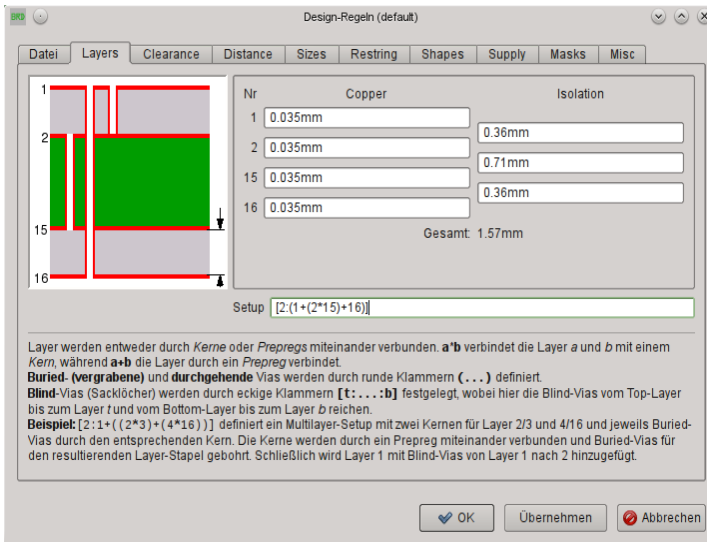 BRD
Design-Regeln (default)
Datei Layers Clearance Distance Sizes Restring Shapes Supply Masks Misc
1
2
15
16
Nr Copper Isolation
1 0.035mm
0.36mm
2 0.035mm
0.71mm
15 0.035mm
0.36mm
16 0.035mm
Gesamt: 1.57mm
Setup [2:(1+(2*15)+16)]
Layer werden entweder durch Kerne oder Prepregs miteinander verbunden. a*b verbindet die Layer a und b mit einem
Kern, während a+b die Layer durch ein Prepreg verbindet.
Buried- (vergrabene) und durchgehende Vias werden durch runde Klammern (...) definiert.
Blind-Vias (Sacklöcher) werden durch eckige Klammern [t:...:b] festgelegt, wobei hier die Blind-Vias vom Top-Layer
bis zum Layer t und vom Bottom-Layer bis zum Layer b reichen.
Beispiel: [2:1+((2*3)+(4*16))] definiert ein Multilayer-Setup mit zwei Kernen für Layer 2/3 und 4/16 und jeweils Buried-
Vias durch den entsprechenden Kern. Die Kerne werden durch ein Prepreg miteinander verbunden und Buried-Vias für
den resultierenden Layer-Stapel gebohrt. Schließlich wird Layer 1 mit Blind-Vias von Layer 1 nach 2 hinzugefügt.
OK Übernehmen Abbrechen